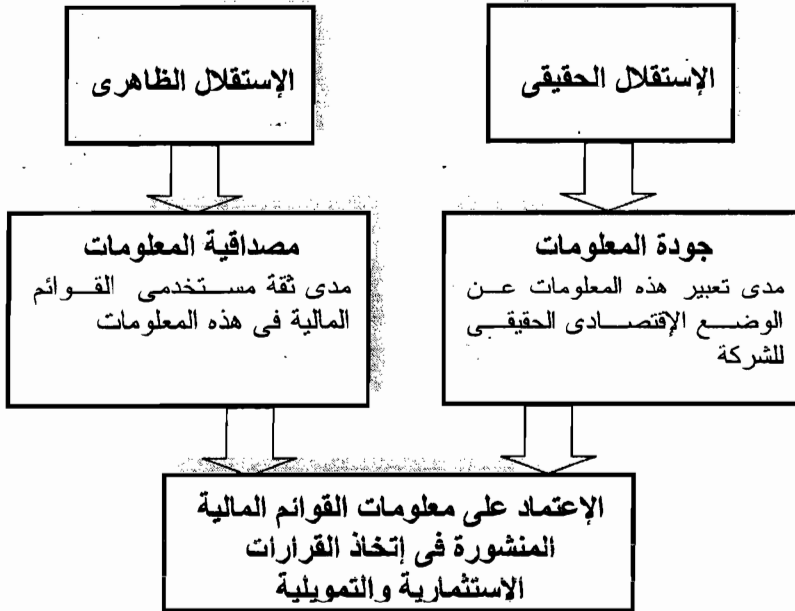 الإستقلال الحقيقى
الإستقلال الظاهرى
جودة المعلومات
مدى تعبير هذه المعلومات عن
الوضع الإقتصادى الحقيقى
للشركة
مصداقية المعلومات
مدى ثقة مستخدمى القوائم
المالية فى هذه المعلومات
الإعتماد على معلومات القوائم المالية
المنشورة فى إتخاذ القرارات
الاستثمارية والتمويلية